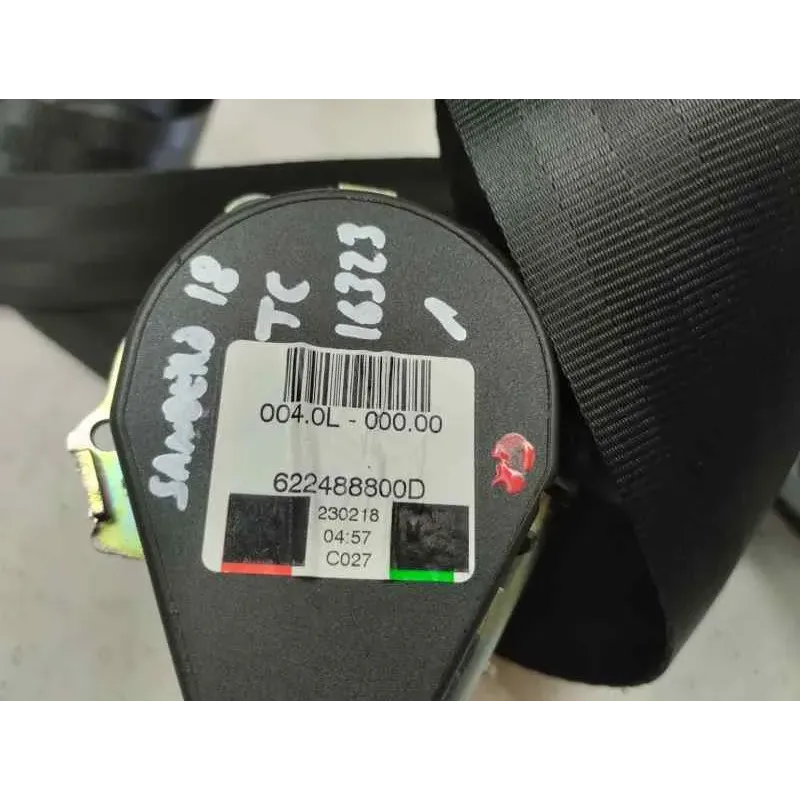 SANDERO 18
TC
16323
1
004.0L - 000.00
622488800D
230218
04:57
C027